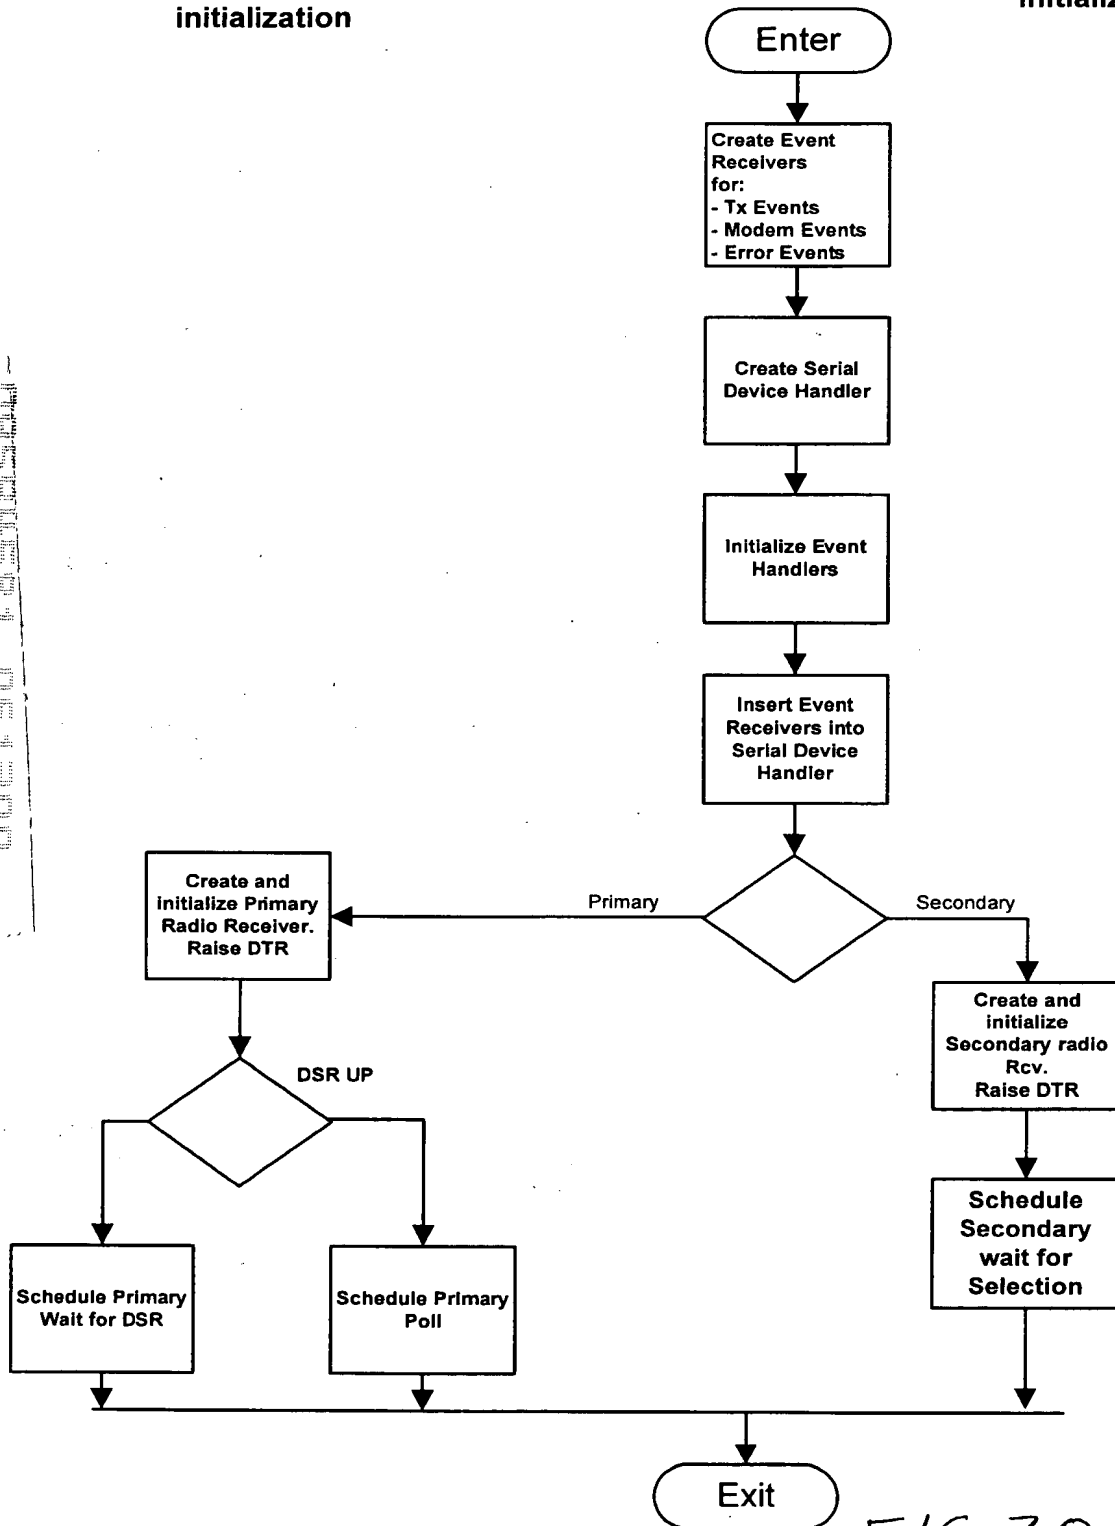 initialization
Enter
Create Event
Receivers
for:
- Tx Events
- Modem Events
- Error Events
Create Serial
Device Handler
Initialize Event
Handlers
Insert Event
Receivers into
Serial Device
Handler
Primary
Secondary
Create and
initialize Primary
Radio Receiver.
Raise DTR
Create and
initialize
Secondary radio
Rcv.
Raise DTR
DSR UP
Schedule
Secondary
wait for
Selection
Schedule Primary
Wait for DSR
Schedule Primary
Poll
Exit